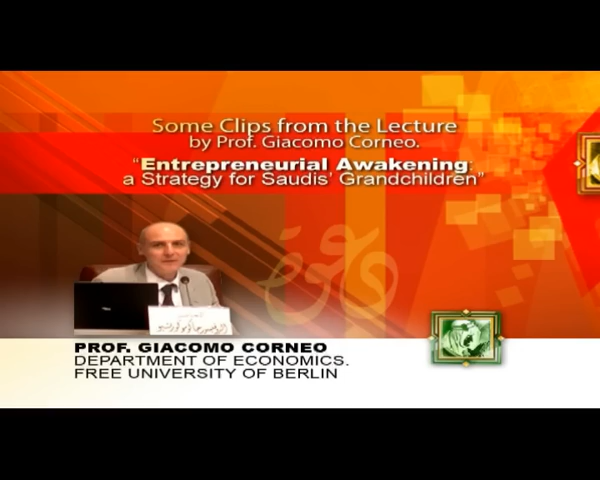 Some Clips from the Lecture
by Prof. Giacomo Corneo.
“Entrepreneurial Awakening:
a Strategy for Saudis’ Grandchildren”
PROF. GIACOMO CORNEO
DEPARTMENT OF ECONOMICS.
FREE UNIVERSITY OF BERLIN